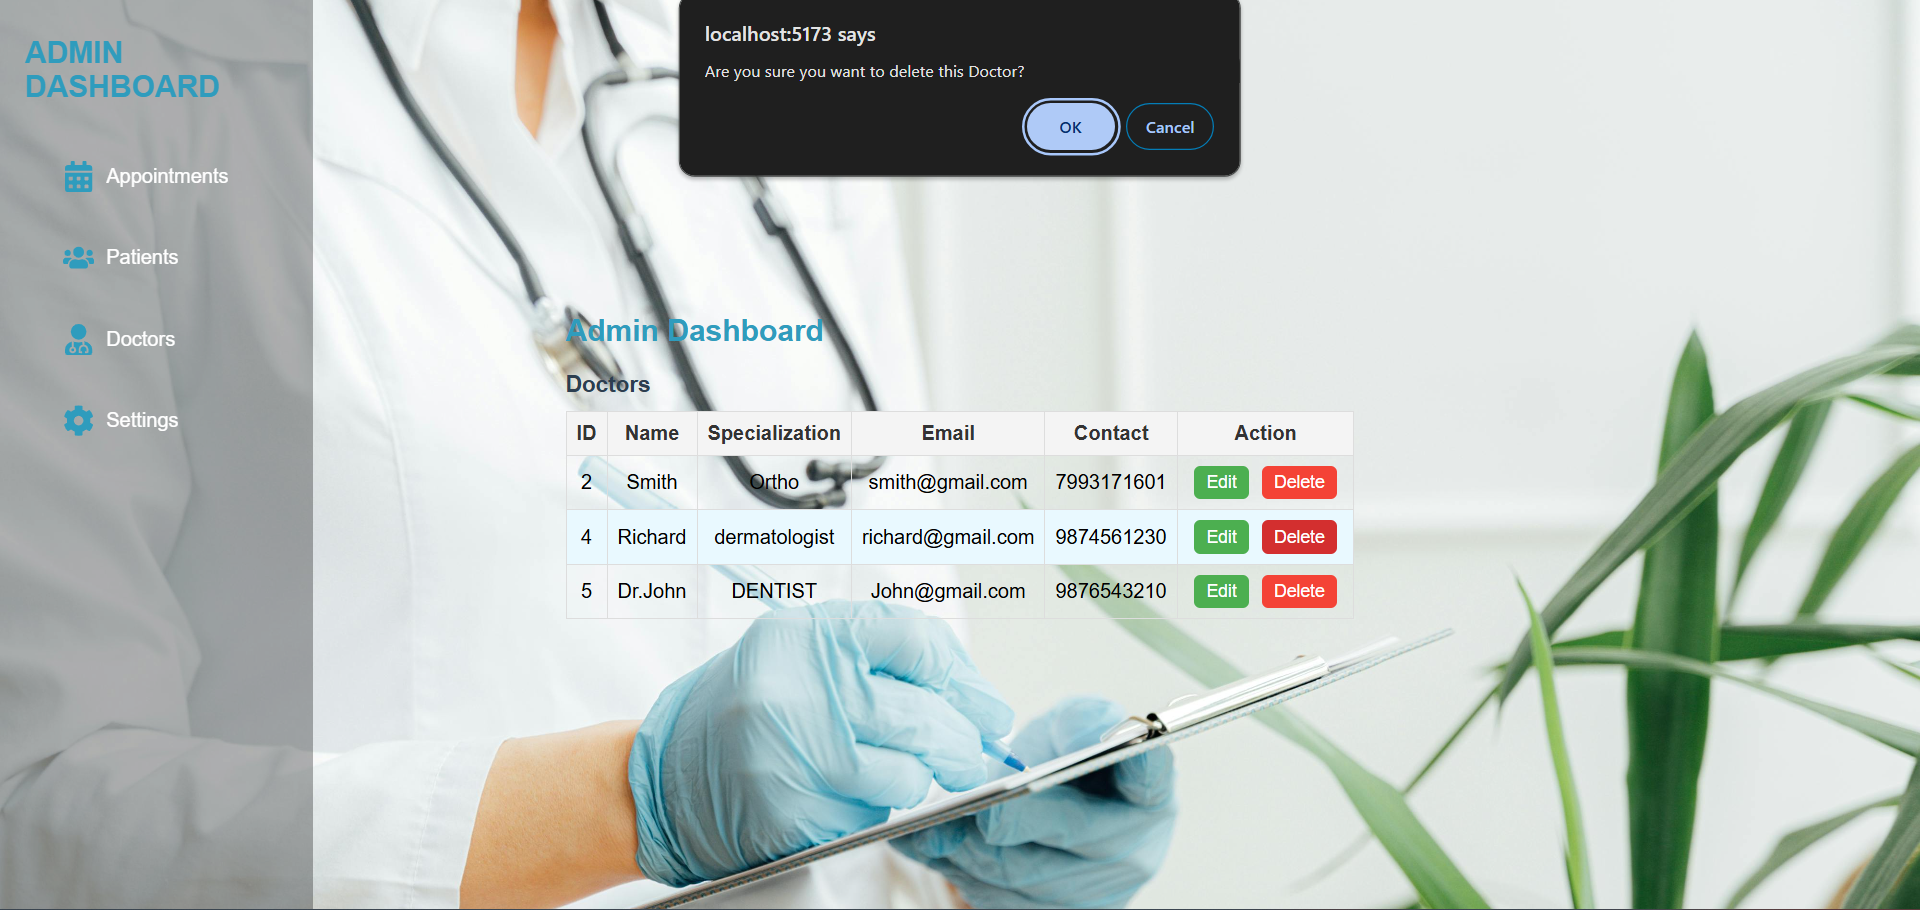 localhost:5173 says
Are you sure you want to delete this Doctor?
OK Cancel
ADMIN
DASHBOARD
Appointments
Patients
Doctors
Settings
Admin Dashboard
Doctors
ID Name Specialization Email Contact Action
2 Smith Ortho smith@gmail.com 7993171601 Edit Delete
4 Richard dermatologist richard@gmail.com 9874561230 Edit Delete
5 Dr.John DENTIST John@gmail.com 9876543210 Edit Delete